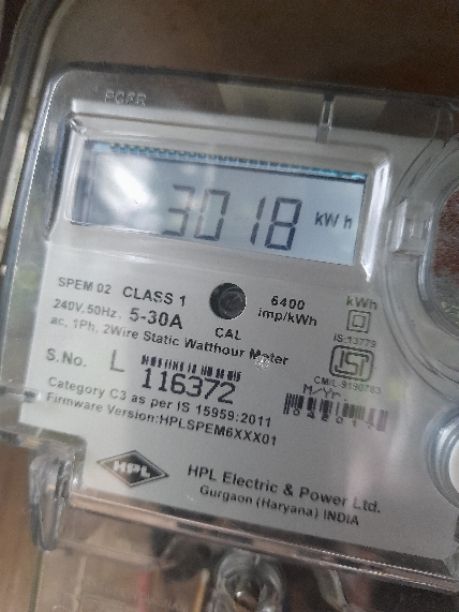 3018 kWh
SPEM 02 CLASS 1
6400 imp/kWh
kWh
240V,50Hz, 5-30A
CAL
ac, 1Ph, 2Wire Static Watthour Meter
IS:13779
ISI
S.No. L 116372
M-Yr.
Category C3 as per IS 15959:2011
Firmware Version:HPLSPEM6XXX01
HPL
HPL Electric & Power Ltd.
Gurgaon (Haryana) INDIA